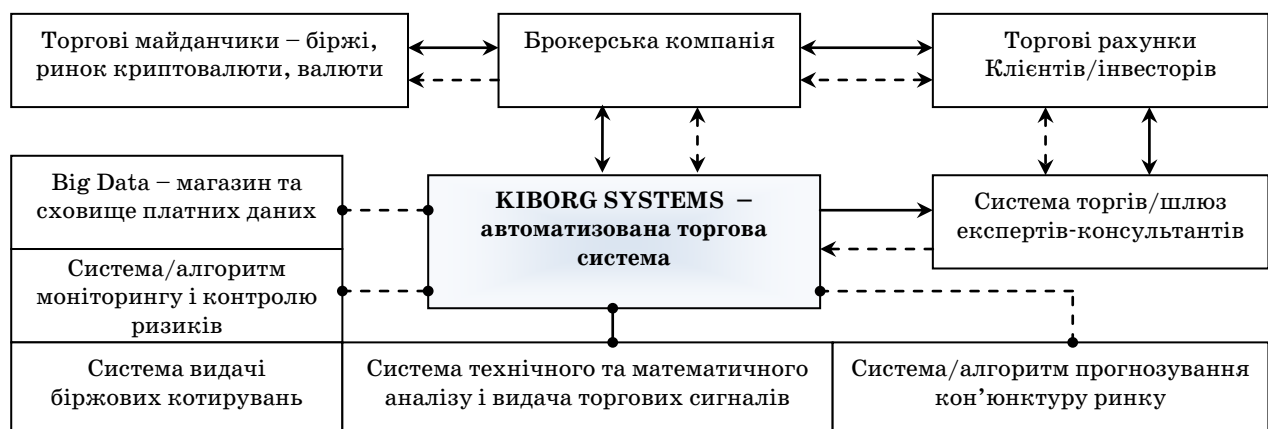 Торгові майданчики – біржі,
ринок криптовалюти, валюти
Брокерська компанія
Торгові рахунки
Клієнтів/інвесторів
Big Data – магазин та
сховище платних даних
KIBORG SYSTEMS –
автоматизована торгова
система
Система торгів/шлюз
експертів-консультантів
Система/алгоритм
моніторингу і контролю
ризиків
Система видачі
біржових котирувань
Система технічного та математичного
аналізу і видача торгових сигналів
Система/алгоритм прогнозування
кон’юнктуру ринку